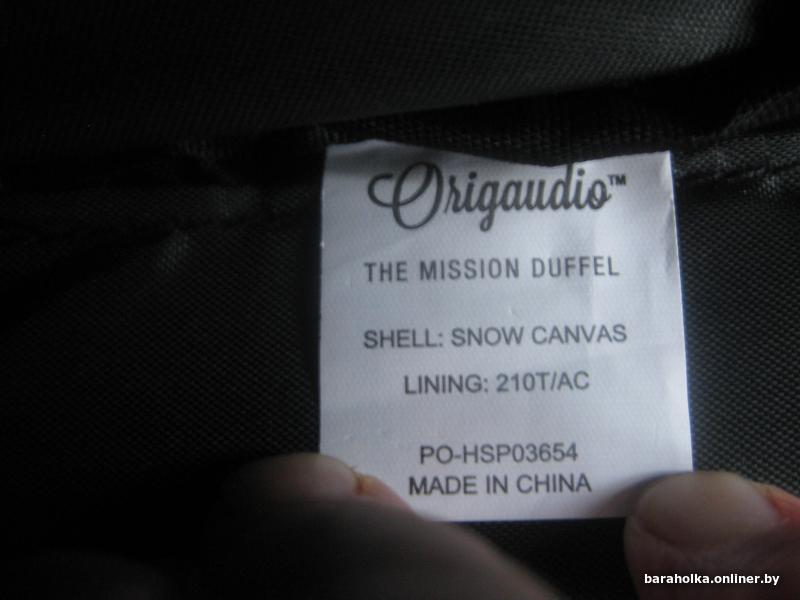 Origaudio™
THE MISSION DUFFEL
SHELL: SNOW CANVAS
LINING: 210T/AC
PO-HSP03654
MADE IN CHINA
baraholka.onliner.by